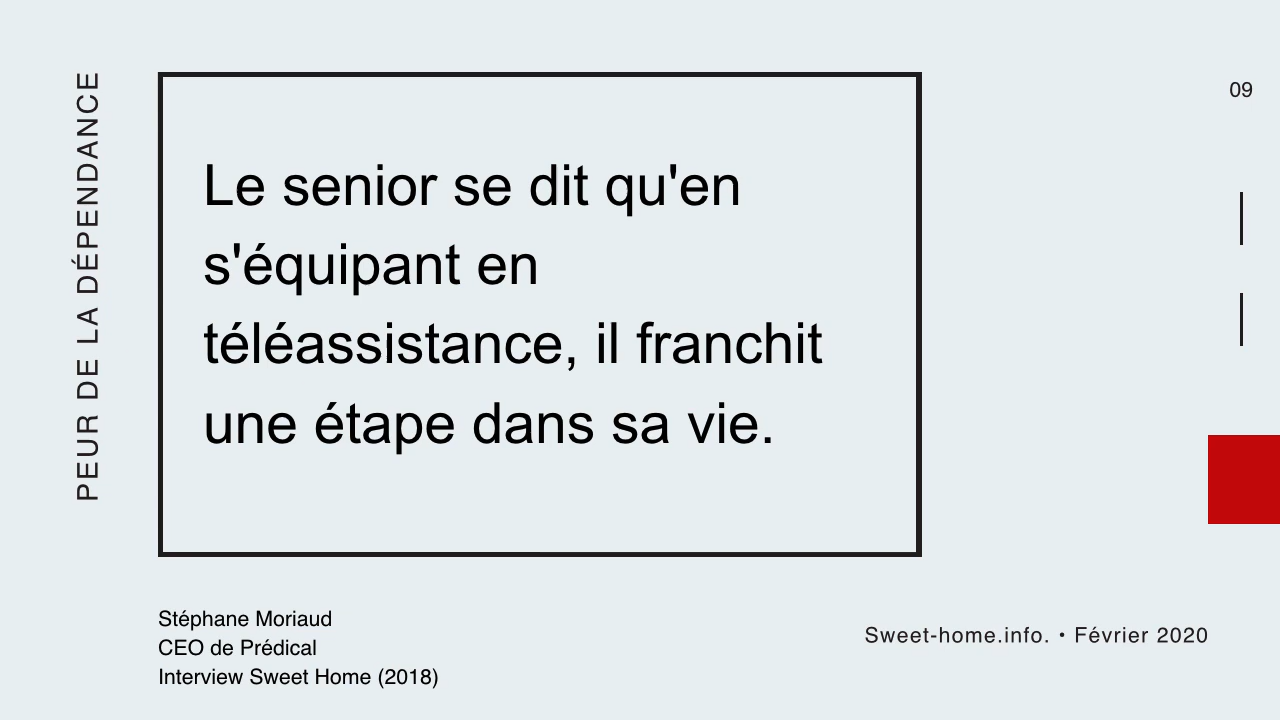 PEUR DE LA DÉPENDANCE
09
Le senior se dit qu'en
s'équipant en
téléassistance, il franchit
une étape dans sa vie.
Stéphane Moriaud
CEO de Prédical
Interview Sweet Home (2018)
Sweet-home.info. • Février 2020